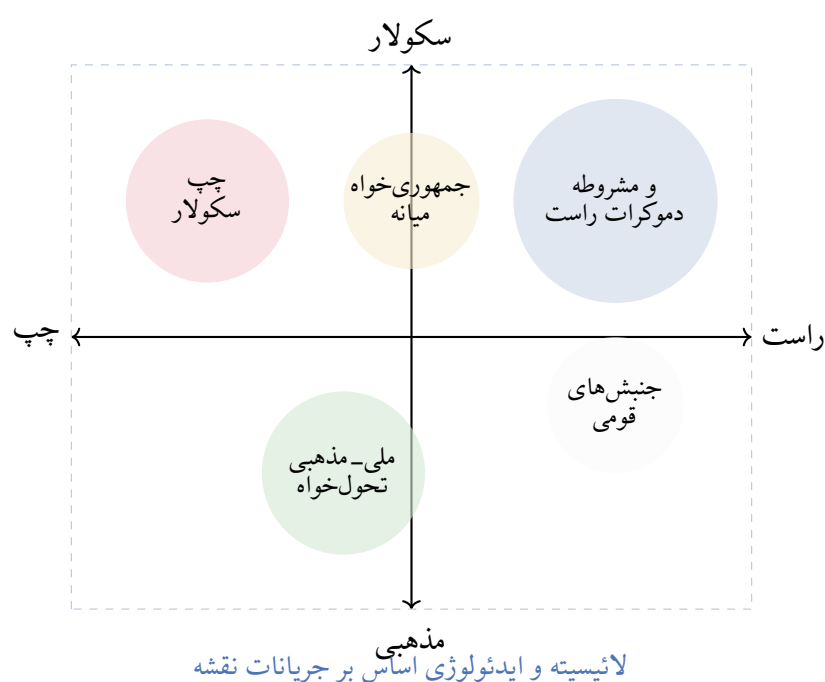 سکولار
و مشروطه
دموکرات راست
جمهوری‌خواه
میانه
چپ
سکولار
راست
چپ
جنبش‌های
قومی
ملی-مذهبی
تحول‌خواه
مذهبی
لائیسیته و ایدئولوژی اساس بر جریانات نقشه